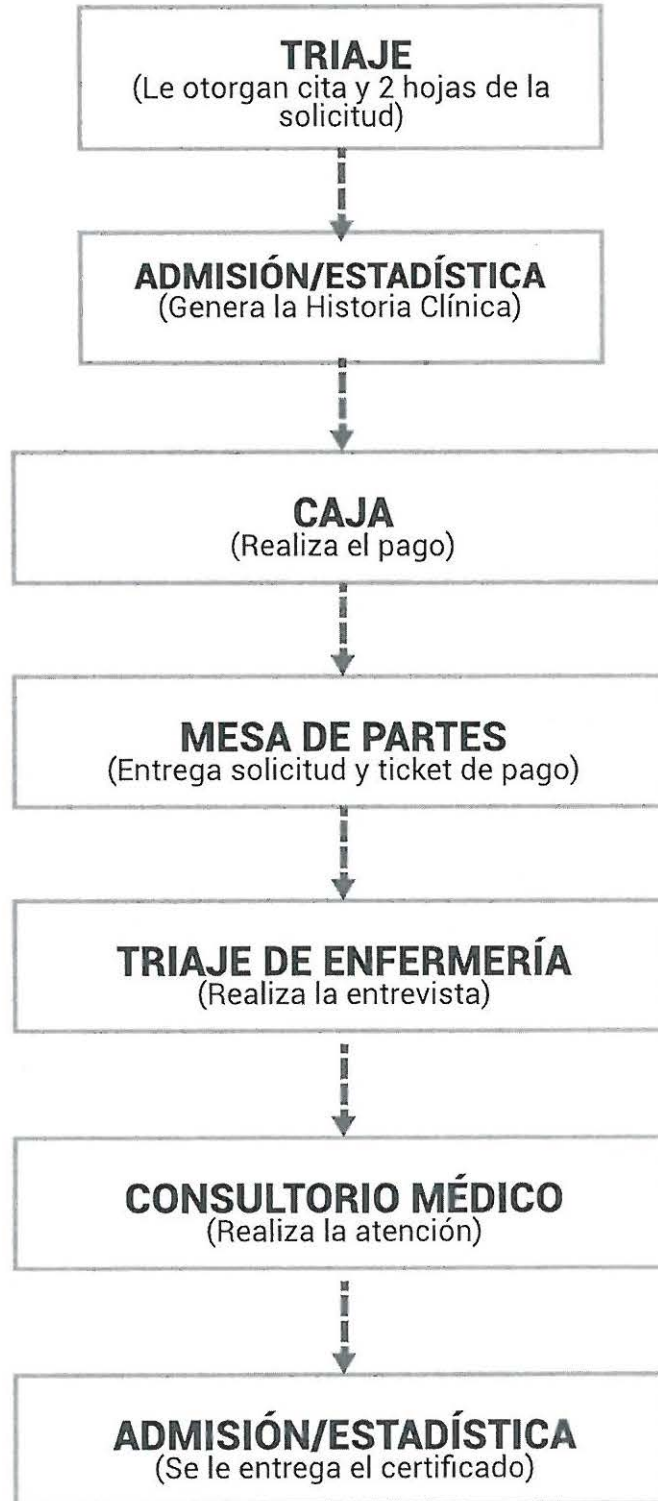 TRIAJE
(Le otorgan cita y 2 hojas de la
solicitud)
ADMISIÓN/ESTADÍSTICA
(Genera la Historia Clínica)
CAJA
(Realiza el pago)
MESA DE PARTES
(Entrega solicitud y ticket de pago)
TRIAJE DE ENFERMERÍA
(Realiza la entrevista)
CONSULTORIO MÉDICO
(Realiza la atención)
ADMISIÓN/ESTADÍSTICA
(Se le entrega el certificado)